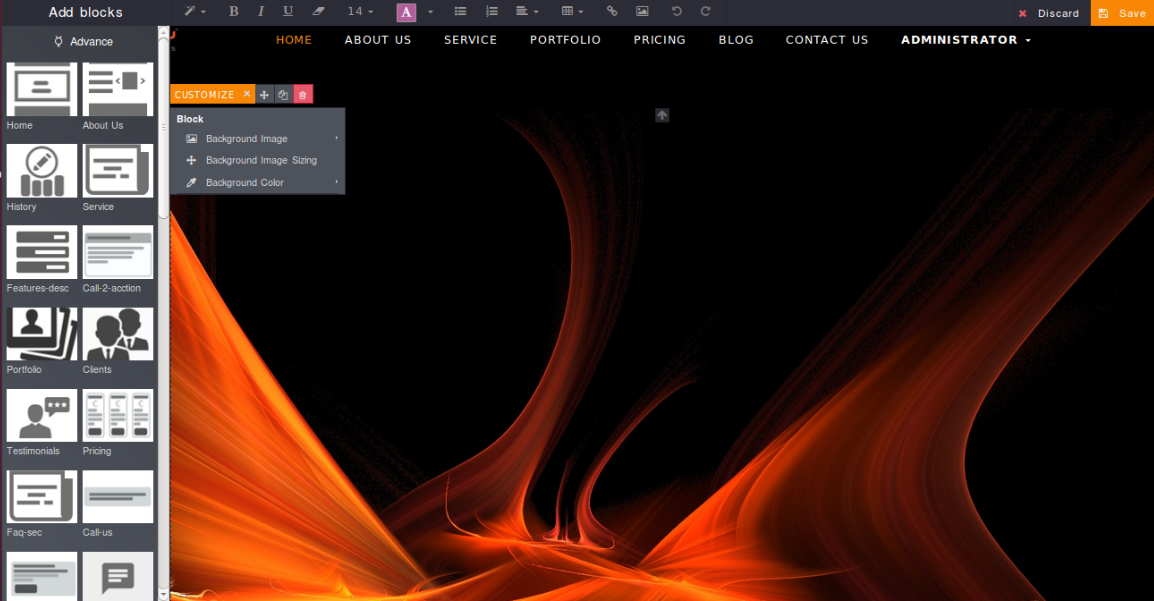 Add blocks
14
A
Discard
Save
Advance
HOME ABOUT US SERVICE PORTFOLIO PRICING BLOG CONTACT US ADMINISTRATOR
CUSTOMIZE
Block
Background Image
Background Image Sizing
Background Color
Home
About Us
History
Service
Features-desc
Call-2-acction
Portfolio
Clients
Testimonials
Pricing
Faq-sec
Call-us